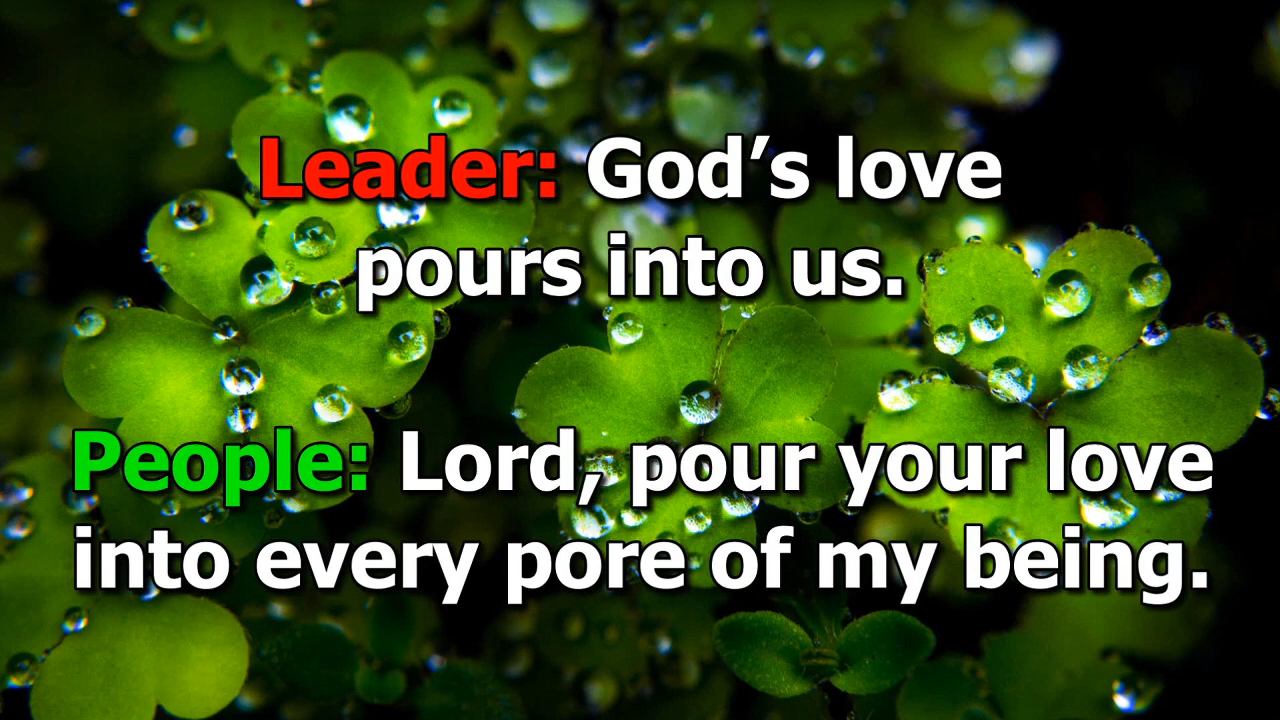 Leader: God’s love
pours into us.
People: Lord, pour your love
into every pore of my being.